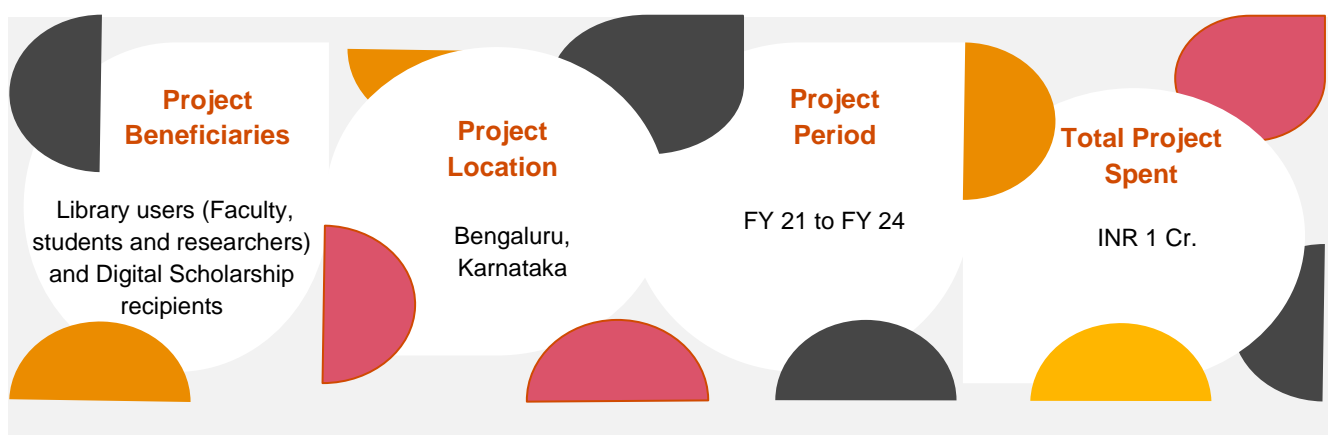 Project
Beneficiaries
Library users (Faculty,
students and researchers)
and Digital Scholarship
recipients
Project
Location
Bengaluru,
Karnataka
Project
Period
FY 21 to FY 24
Total Project
Spent
INR 1 Cr.